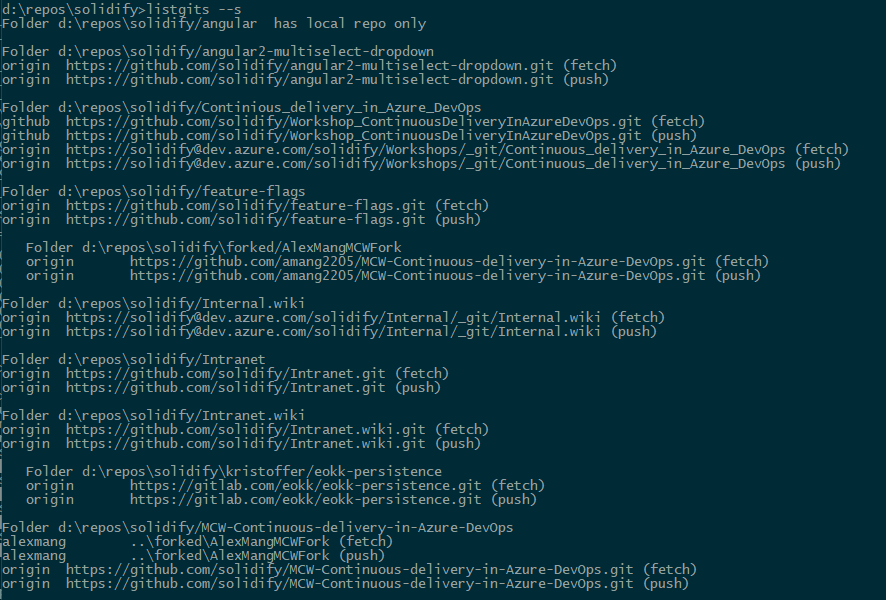 d:\repos\solidify>listgits --s
Folder d:\repos\solidify/angular  has local repo only
Folder d:\repos\solidify/angular2-multiselect-dropdown
origin  https://github.com/solidify/angular2-multiselect-dropdown.git (fetch)
origin  https://github.com/solidify/angular2-multiselect-dropdown.git (push)
Folder d:\repos\solidify/Continious_delivery_in_Azure_DevOps
github  https://github.com/solidify/Workshop_ContinuousDeliveryInAzureDevOps.git (fetch)
github  https://github.com/solidify/Workshop_ContinuousDeliveryInAzureDevOps.git (push)
origin  https://solidify@dev.azure.com/solidify/Workshops/_git/Continuous_delivery_in_Azure_DevOps (fetch)
origin  https://solidify@dev.azure.com/solidify/Workshops/_git/Continuous_delivery_in_Azure_DevOps (push)
Folder d:\repos\solidify/feature-flags
origin  https://github.com/solidify/feature-flags.git (fetch)
origin  https://github.com/solidify/feature-flags.git (push)
   Folder d:\repos\solidify\forked/AlexMangMCWFork
   origin       https://github.com/amang2205/MCW-Continuous-delivery-in-Azure-DevOps.git (fetch)
   origin       https://github.com/amang2205/MCW-Continuous-delivery-in-Azure-DevOps.git (push)
Folder d:\repos\solidify/Internal.wiki
origin  https://solidify@dev.azure.com/solidify/Internal/_git/Internal.wiki (fetch)
origin  https://solidify@dev.azure.com/solidify/Internal/_git/Internal.wiki (push)
Folder d:\repos\solidify/Intranet
origin  https://github.com/solidify/Intranet.git (fetch)
origin  https://github.com/solidify/Intranet.git (push)
Folder d:\repos\solidify/Intranet.wiki
origin  https://github.com/solidify/Intranet.wiki.git (fetch)
origin  https://github.com/solidify/Intranet.wiki.git (push)
   Folder d:\repos\solidify\kristoffer/eokk-persistence
   origin       https://gitlab.com/eokk/eokk-persistence.git (fetch)
   origin       https://gitlab.com/eokk/eokk-persistence.git (push)
Folder d:\repos\solidify/MCW-Continuous-delivery-in-Azure-DevOps
alexmang        ..\forked\AlexMangMCWFork (fetch)
alexmang        ..\forked\AlexMangMCWFork (push)
origin  https://github.com/solidify/MCW-Continuous-delivery-in-Azure-DevOps.git (fetch)
origin  https://github.com/solidify/MCW-Continuous-delivery-in-Azure-DevOps.git (push)